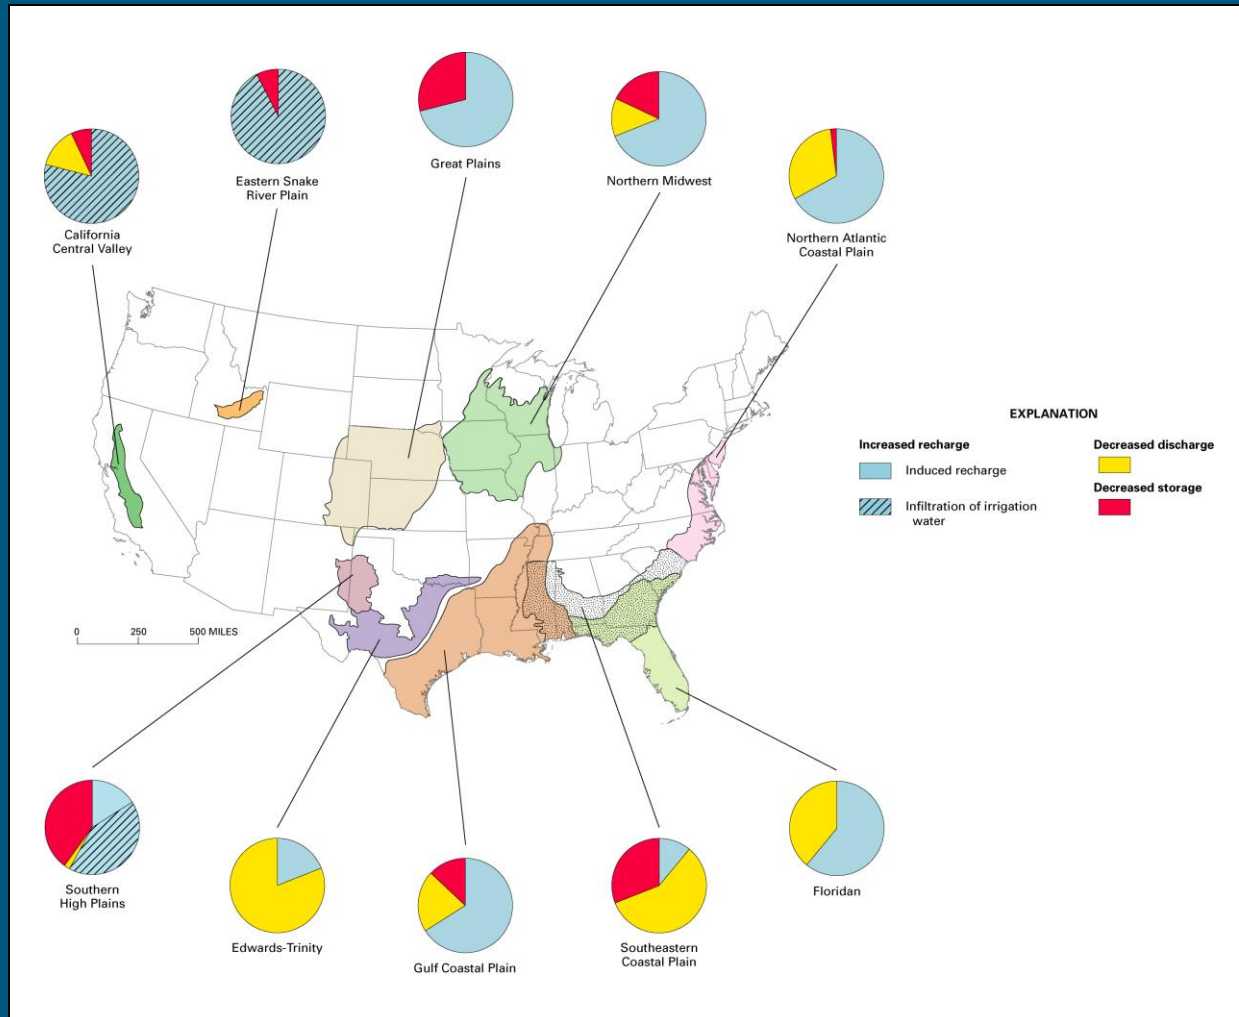 Great Plains
Northern Midwest
Eastern Snake
River Plain
California
Central Valley
Northern Atlantic
Coastal Plain
EXPLANATION
Increased recharge
Induced recharge
Infiltration of irrigation
water
Decreased discharge
Decreased storage
0 250 500 MILES
Southern
High Plains
Edwards-Trinity
Gulf Coastal Plain
Southeastern
Coastal Plain
Floridan